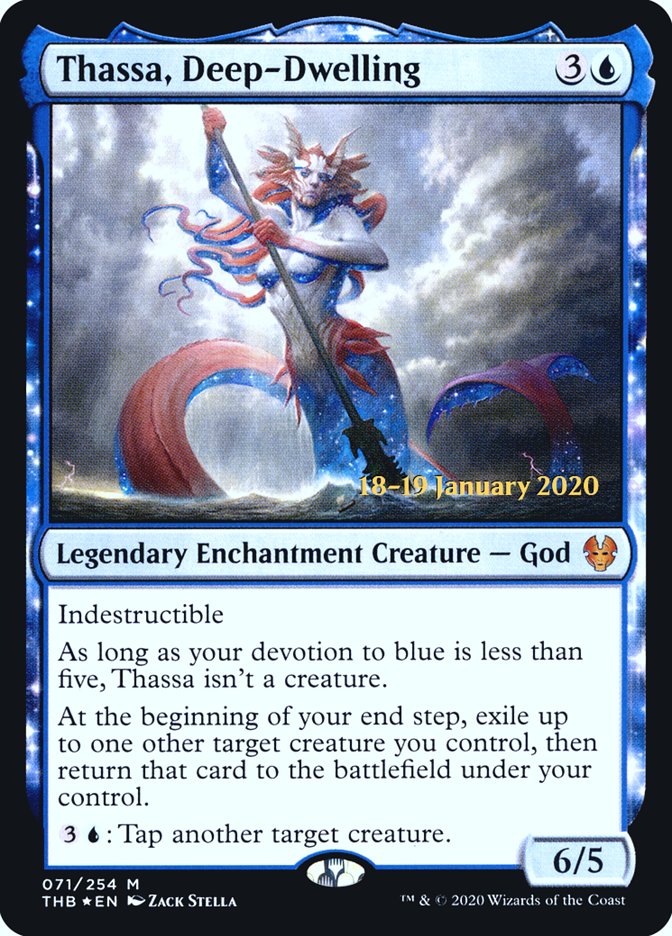 Thassa, Deep-Dwelling 3
18-19 January 2020
Legendary Enchantment Creature — God
Indestructible
As long as your devotion to blue is less than
five, Thassa isn't a creature.
At the beginning of your end step, exile up
to one other target creature you control, then
return that card to the battlefield under your
control.
3 : Tap another target creature.
6/5
071/254 M
THB★EN Zack Stella
™ & © 2020 Wizards of the Coast